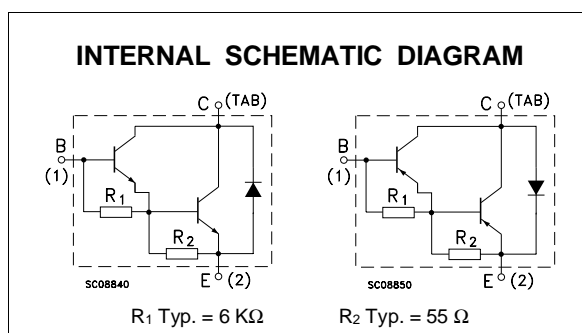 INTERNAL SCHEMATIC DIAGRAM
C (TAB)
B
(1)
R1
R2
SC08840
E (2)
C (TAB)
B
(1)
R1
R2
SC08850
E (2)
R1 Typ. = 6 KΩ R2 Typ. = 55 Ω